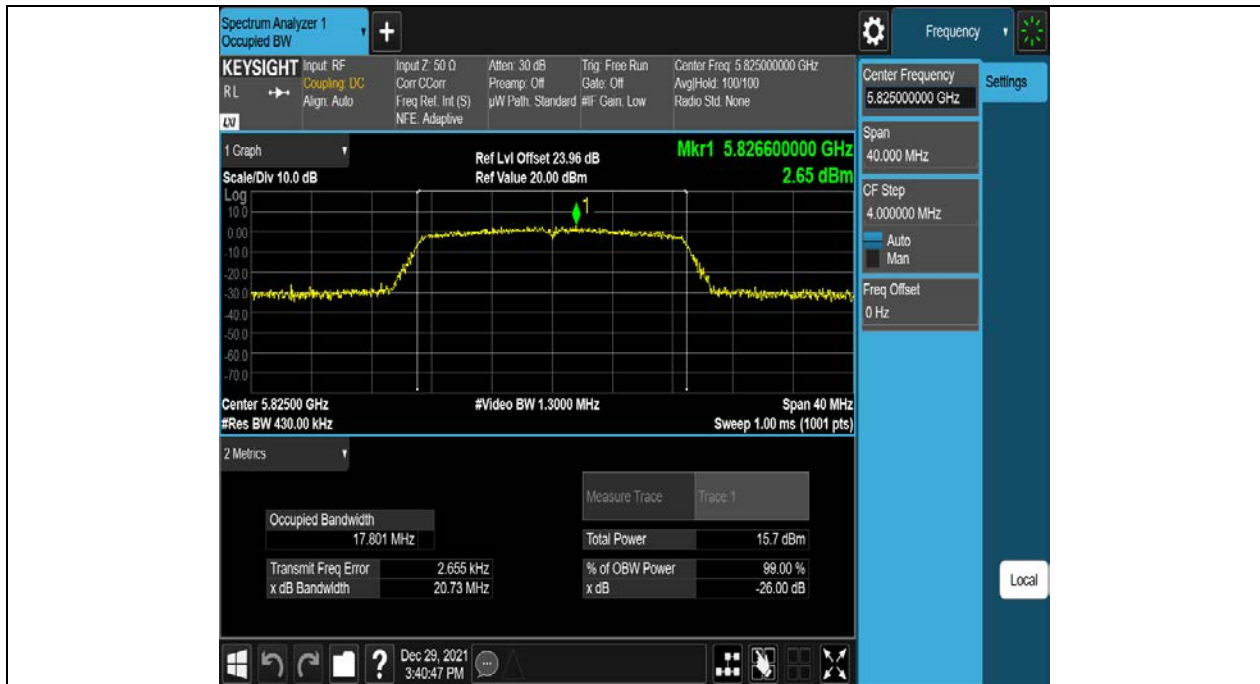 Spectrum Analyzer 1
Occupied BW
+
Frequency
KEYSIGHT
RL
LXI
Input: RF
Coupling: DC
Align: Auto
Input Z: 50 Ω
Corr CCorr
Freq Ref: Int (S)
NFE: Adaptive
Atten: 30 dB
Preamp: Off
µW Path: Standard
Trig: Free Run
Gate: Off
#IF Gain: Low
Center Freq: 5.825000000 GHz
Avg|Hold: 100/100
Radio Std: None
1 Graph
Scale/Div 10.0 dB
Ref Lvl Offset 23.96 dB
Ref Value 20.00 dBm
Mkr1 5.826600000 GHz
2.65 dBm
Log
10.0
0.00
-10.0
-20.0
-30.0
-40.0
-50.0
-60.0
-70.0
1
Center 5.82500 GHz
#Res BW 430.00 kHz
#Video BW 1.3000 MHz
Span 40 MHz
Sweep 1.00 ms (1001 pts)
2 Metrics
Measure Trace
Trace 1
Occupied Bandwidth
17.801 MHz
Total Power 15.7 dBm
Transmit Freq Error 2.655 kHz
% of OBW Power 99.00 %
x dB Bandwidth 20.73 MHz
x dB -26.00 dB
Center Frequency
5.825000000 GHz
Settings
Span
40.000 MHz
CF Step
4.000000 MHz
Auto
Man
Freq Offset
0 Hz
Local
?
Dec 29, 2021
3:40:47 PM